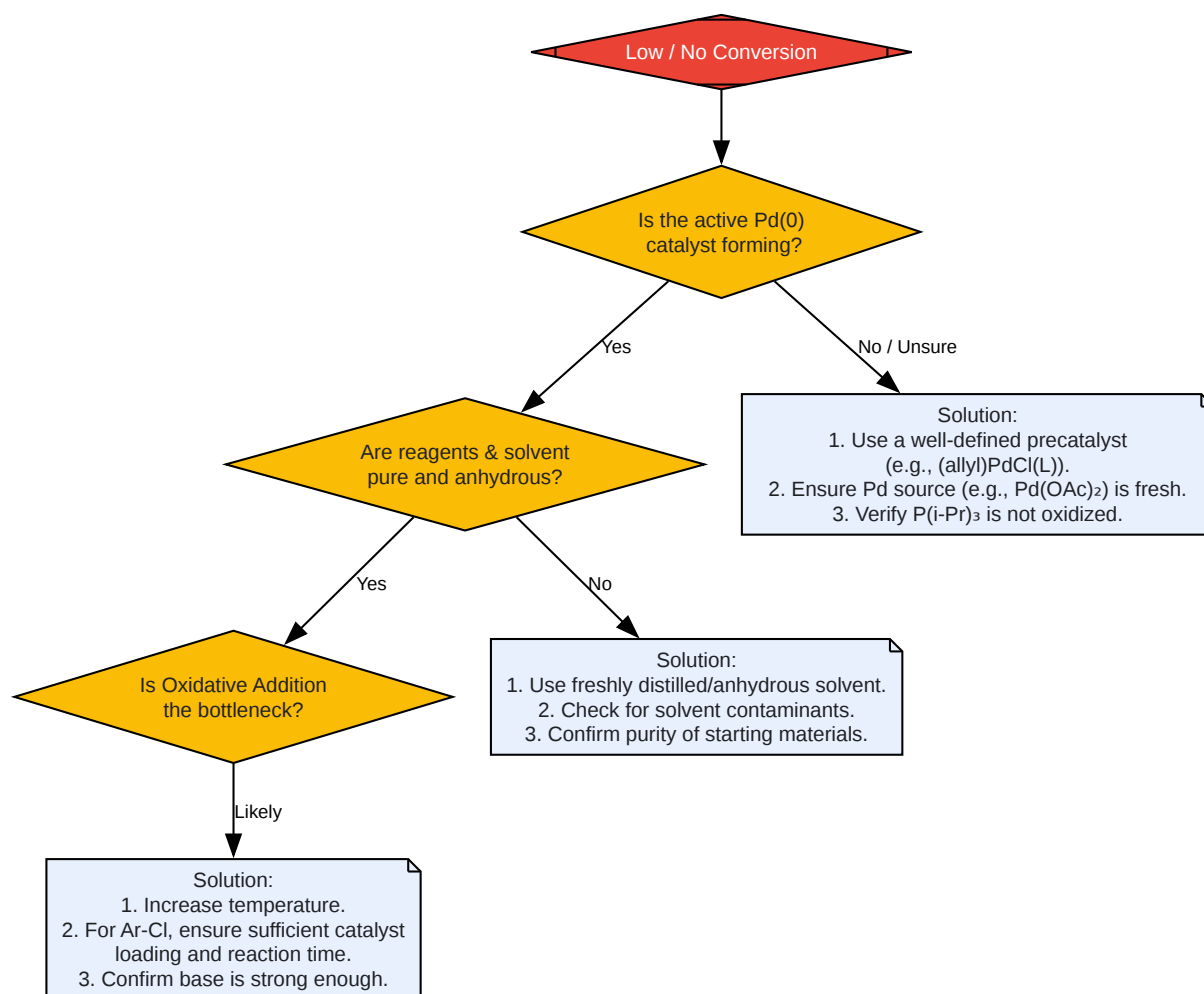 Low / No Conversion
Is the active Pd(0)
catalyst forming?
Yes
No / Unsure
Are reagents & solvent
pure and anhydrous?
Solution:
1. Use a well-defined precatalyst
(e.g., (allyl)PdCl(L)).
2. Ensure Pd source (e.g., Pd(OAc)₂) is fresh.
3. Verify P(i-Pr)₃ is not oxidized.
Yes
No
Is Oxidative Addition
the bottleneck?
Solution:
1. Use freshly distilled/anhydrous solvent.
2. Check for solvent contaminants.
3. Confirm purity of starting materials.
Likely
Solution:
1. Increase temperature.
2. For Ar-Cl, ensure sufficient catalyst
loading and reaction time.
3. Confirm base is strong enough.